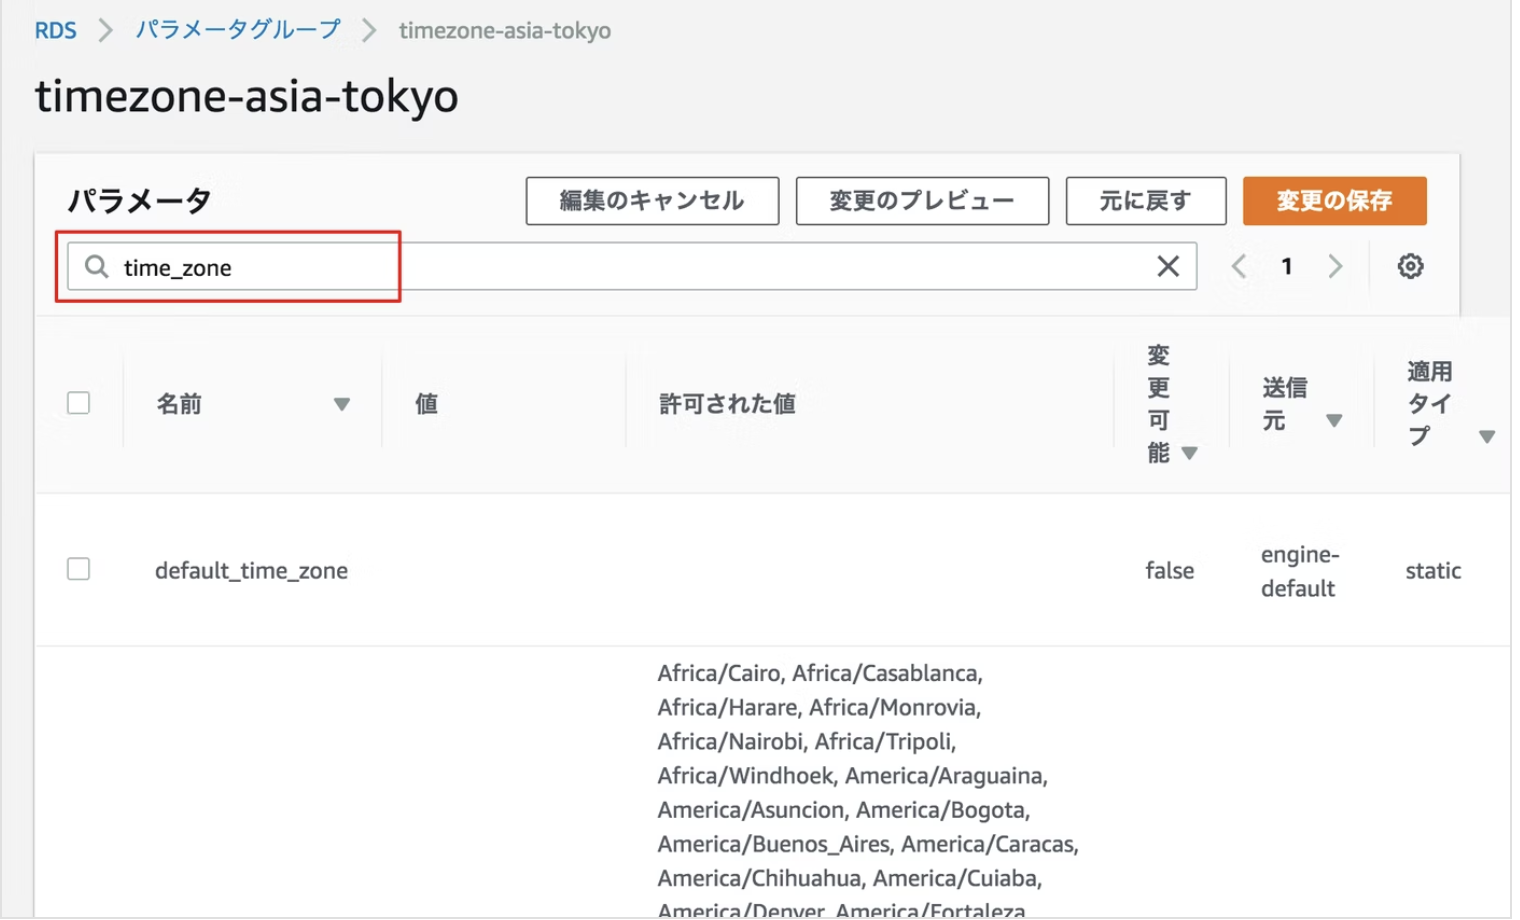 RDS > パラメータグループ > timezone-asia-tokyo
timezone-asia-tokyo
パラメータ 編集のキャンセル 変更のプレビュー 元に戻す 変更の保存
time_zone 1
名前 値 許可された値 変更可能 送信元 適用タイプ
default_time_zone false engine-default static
Africa/Cairo, Africa/Casablanca,
Africa/Harare, Africa/Monrovia,
Africa/Nairobi, Africa/Tripoli,
Africa/Windhoek, America/Araguaina,
America/Asuncion, America/Bogota,
America/Buenos_Aires, America/Caracas,
America/Chihuahua, America/Cuiaba,
America/Denver, America/Fortaleza